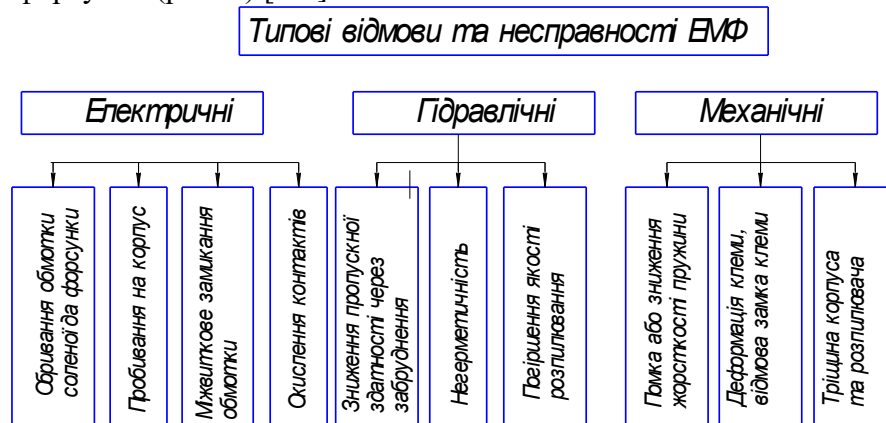 Типові відмови та несправності ЕМФ
Електричні
Гідравлічні
Механічні
Обривання обмотки
соленоїда форсунки
Пробивання на корпус
Міжвиткове замикання
обмотки
Окислення контактів
Зниження пропускної
здатності через
забруднення
Негерметичність
Погіршення якості
розпилювання
Помка або зниження
жорсткості пружини
Деформація клеми,
відмова замка клеми
Тріщина корпуса
та розпилювача